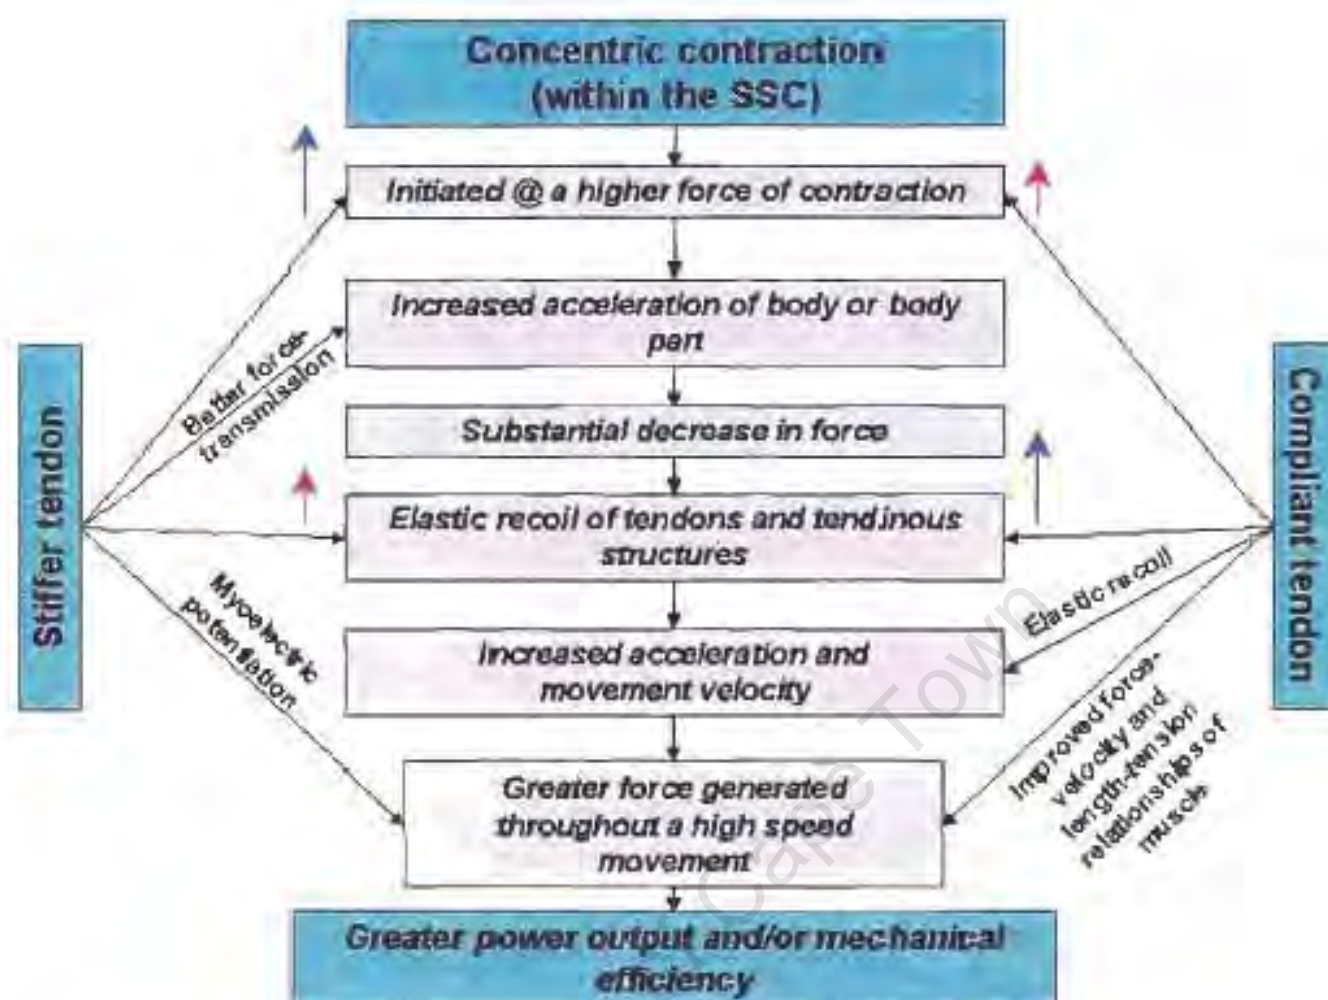 Concentric contraction
(within the SSC)
Initiated @ a higher force of contraction
Increased acceleration of body or body
part
Better force-
transmission
Substantial decrease in force
Stiffer tendon
Compliant tendon
Elastic recoil of tendons and tendinous
structures
Myoelectric
potentiation
Elastic recoil
Increased acceleration and
movement velocity
Improved force-
velocity and
length-tension
relationships of
muscle
Greater force generated
throughout a high speed
movement
Greater power output and/or mechanical
efficiency
Cape Town